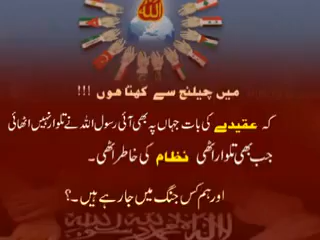 الله
میں چیلنج سے کہتا ہوں !!!
کہ عقیدے کی بات جہاں پہ بھی آئی رسول اللہ نے تلوار نہیں اٹھائی
جب بھی تلوار اٹھی نظام کی خاطر اٹھی۔
اور ہم کس جنگ میں جا رہے ہیں۔؟